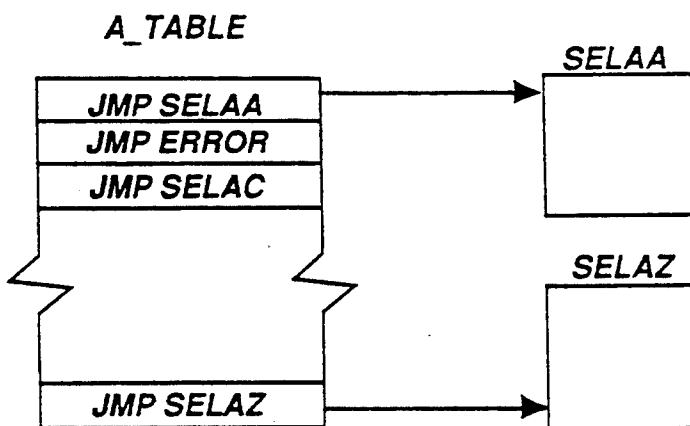 A_TABLE
SELAA
JMP SELAA
JMP ERROR
JMP SELAC
SELAZ
JMP SELAZ